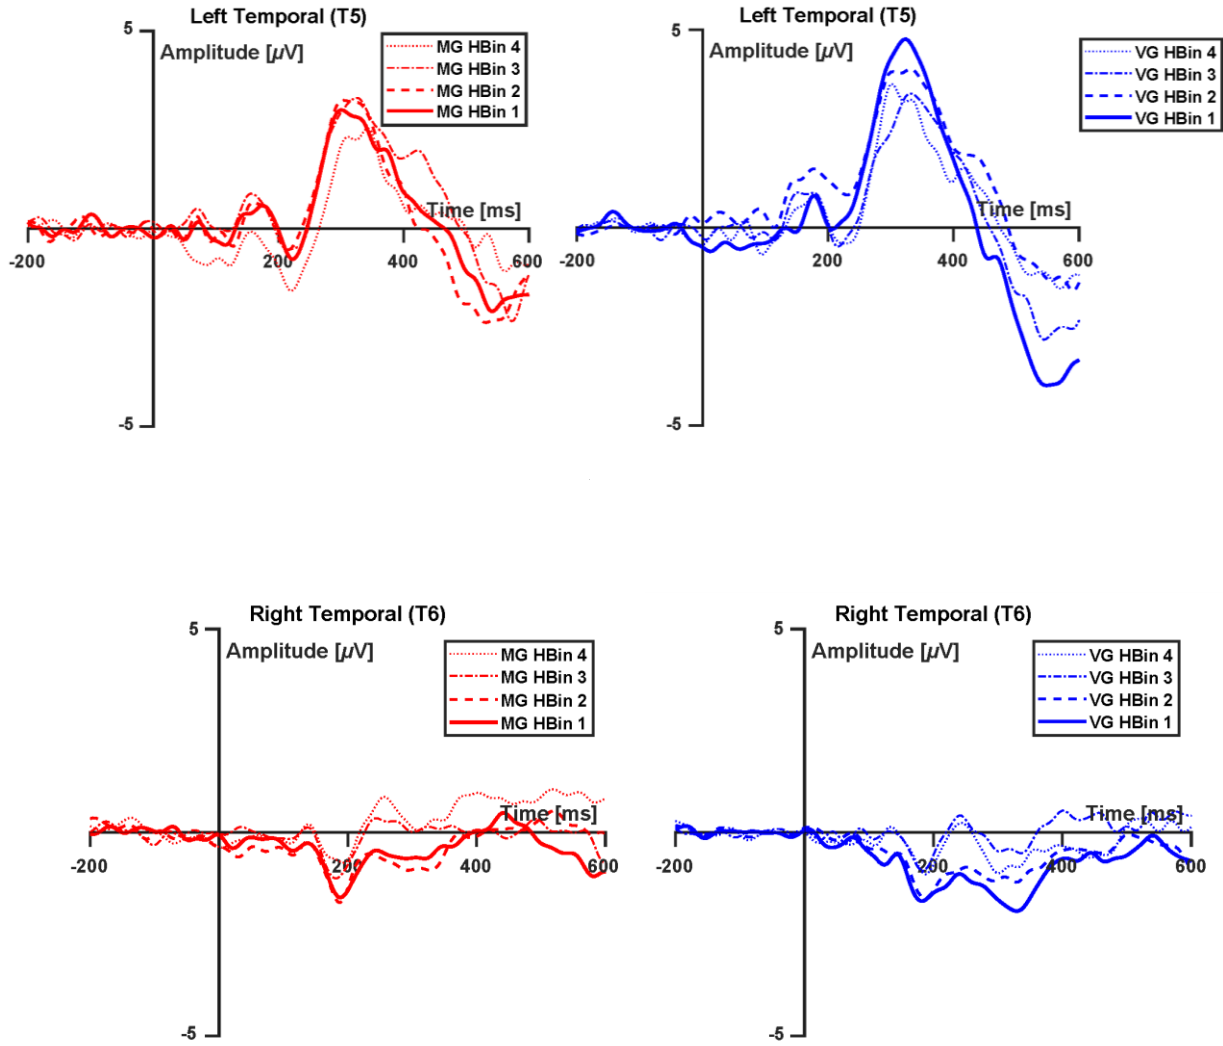 Left Temporal (T5)
5
Amplitude [µV]
MG HBin 4
MG HBin 3
MG HBin 2
MG HBin 1
Time [ms]
-200
200
400
600
-5
Left Temporal (T5)
5
Amplitude [µV]
VG HBin 4
VG HBin 3
VG HBin 2
VG HBin 1
Time [ms]
-200
200
400
600
-5
Right Temporal (T6)
5
Amplitude [µV]
MG HBin 4
MG HBin 3
MG HBin 2
MG HBin 1
Time [ms]
-200
200
400
600
-5
Right Temporal (T6)
5
Amplitude [µV]
VG HBin 4
VG HBin 3
VG HBin 2
VG HBin 1
Time [ms]
-200
200
400
600
-5